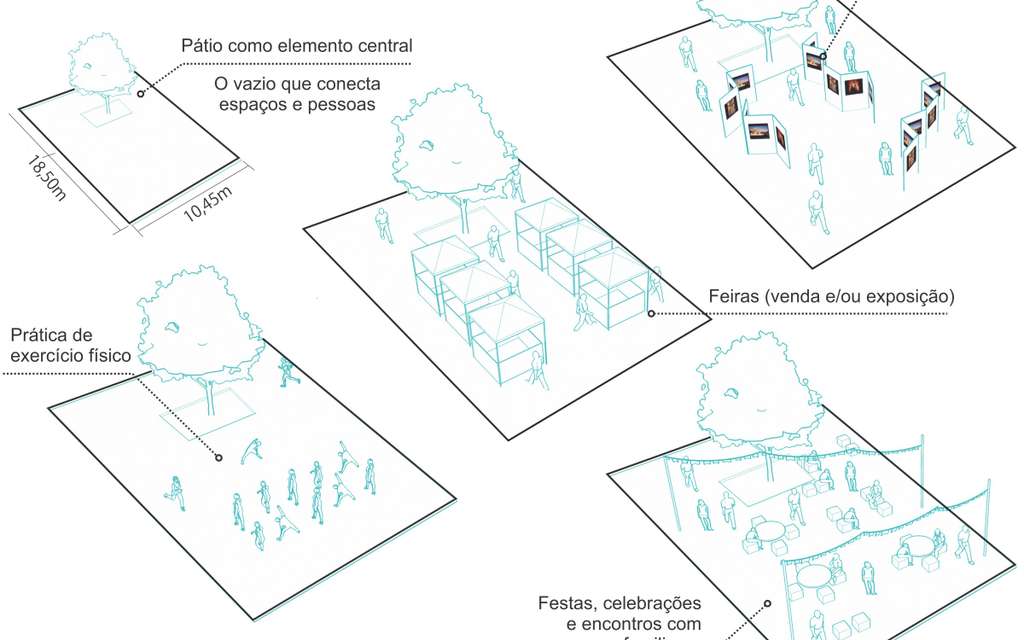 Pátio como elemento central
O vazio que conecta
espaços e pessoas
18,50m
10,45m
Feiras (venda e/ou exposição)
Prática de
exercício físico
Festas, celebrações
e encontros com